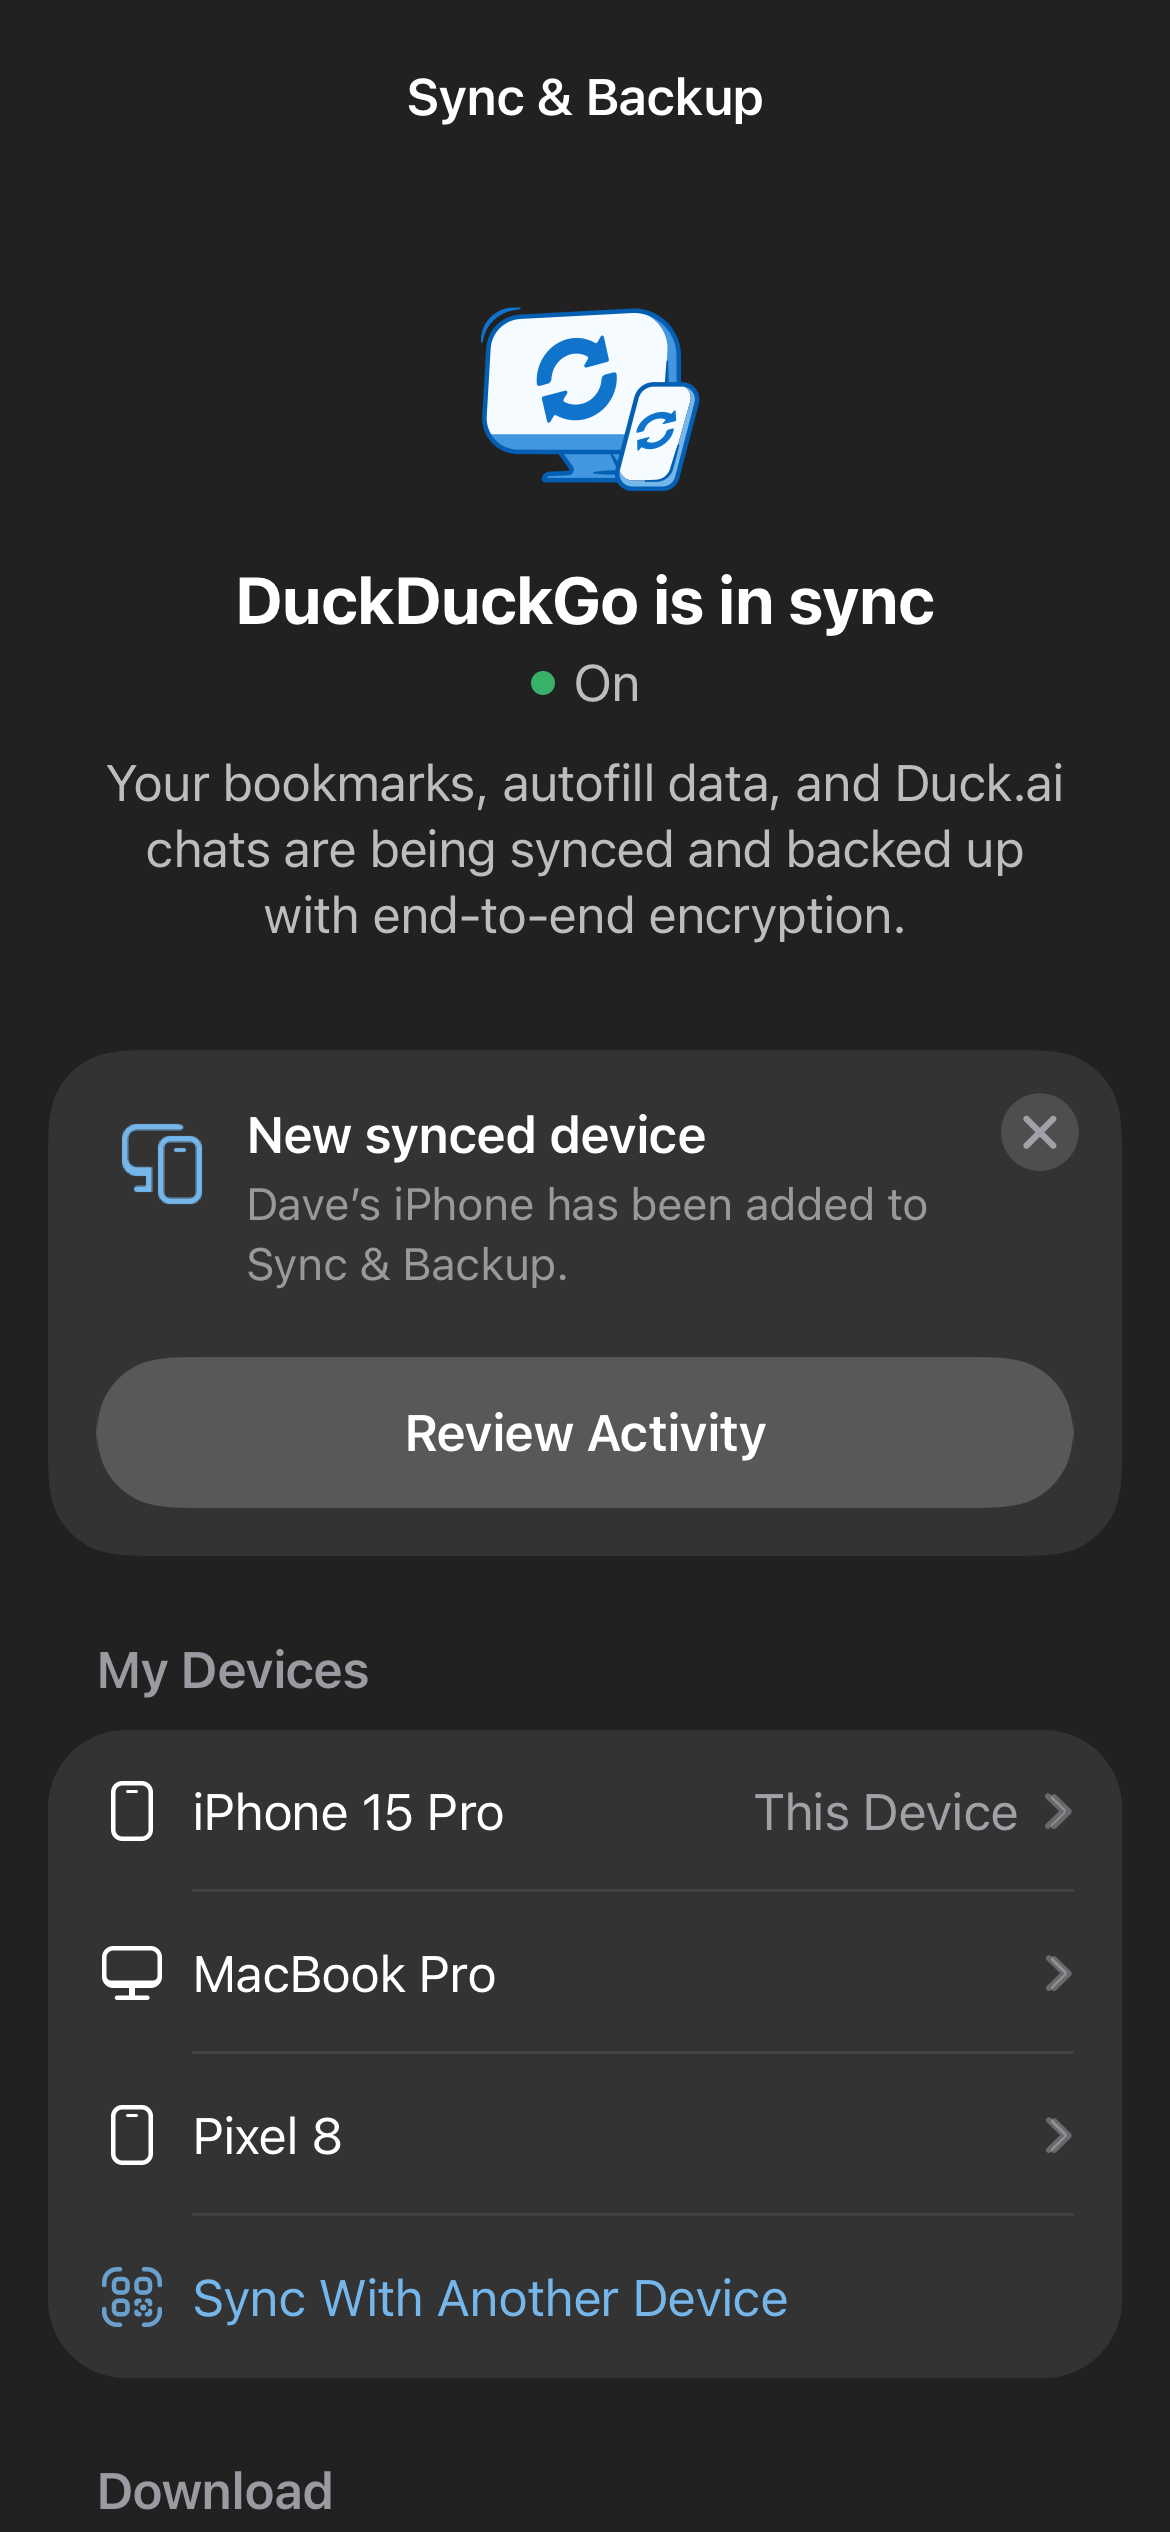 Sync & Backup
DuckDuckGo is in sync
On
Your bookmarks, autofill data, and Duck.ai
chats are being synced and backed up
with end-to-end encryption.
New synced device
Dave’s iPhone has been added to
Sync & Backup.
Review Activity
My Devices
iPhone 15 Pro This Device
MacBook Pro
Pixel 8
Sync With Another Device
Download